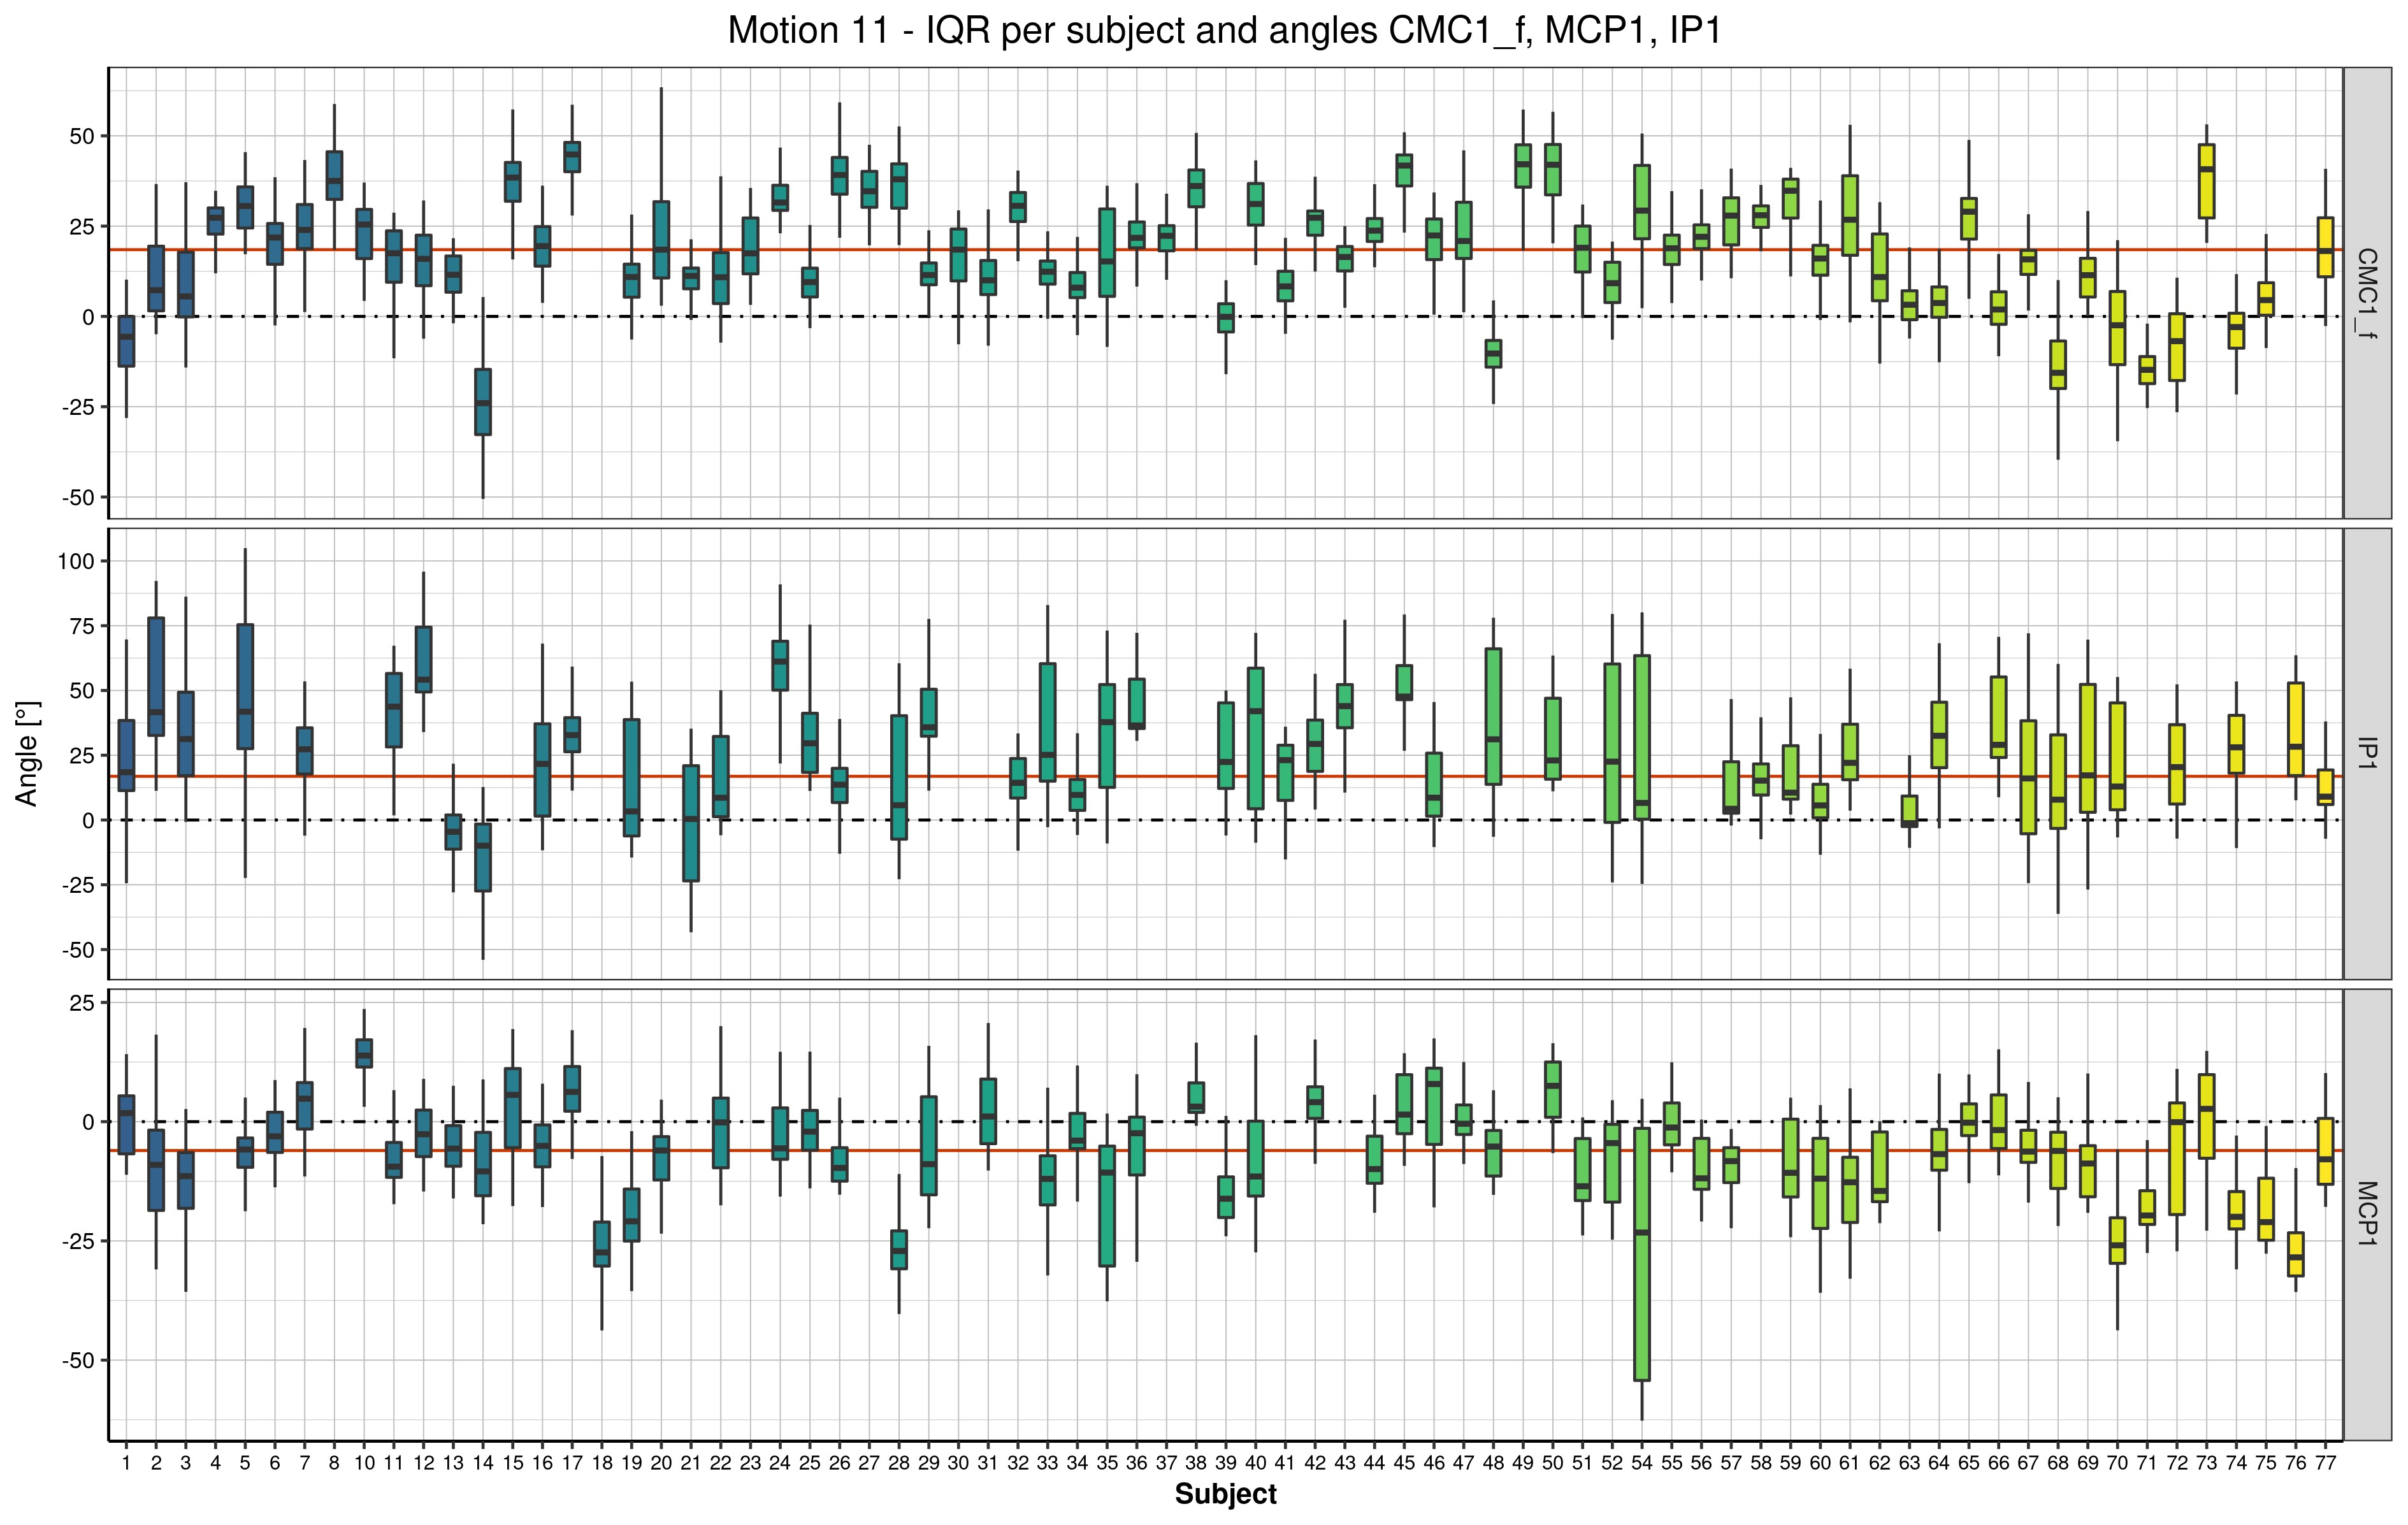 Motion 11 - IQR per subject and angles CMC1_f, MCP1, IP1
Angle [°]
50
25
0
-25
-50
CMC1_f
100
75
50
25
0
-25
-50
IP1
25
0
-25
-50
MCP1
1 2 3 4 5 6 7 8 10 11 12 13 14 15 16 17 18 19 20 21 22 23 24 25 26 27 28 29 30 31 32 33 34 35 36 37 38 39 40 41 42 43 44 45 46 47 48 49 50 51 52 54 55 56 57 58 59 60 61 62 63 64 65 66 67 68 69 70 71 72 73 74 75 76 77
Subject